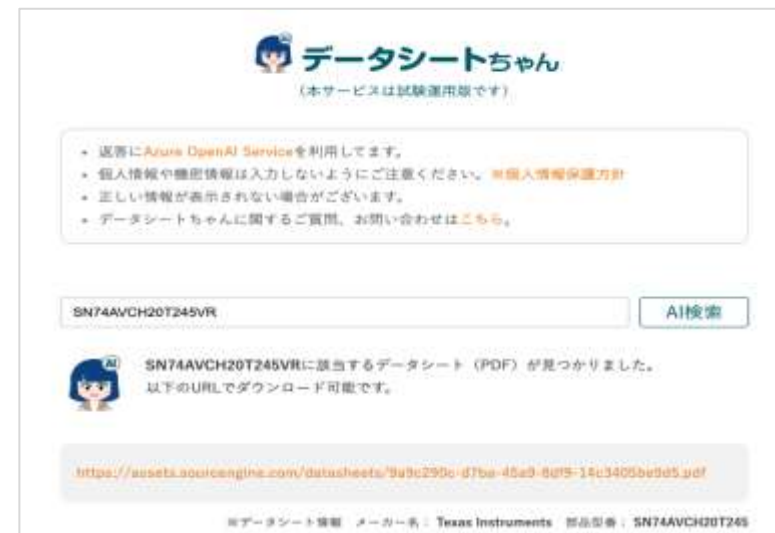 AI
データシートちゃん
(本サービスは試験運用版です)
• 返答にAzure OpenAI Serviceを利用してます。
• 個人情報や機密情報は入力しないようにご注意ください。※個人情報保護方針
• 正しい情報が表示されない場合がございます。
• データシートちゃんに関するご質問、お問い合わせはこちら。
SN74AVCH20T245VR
AI検索
AI
SN74AVCH20T245VRに該当するデータシート（PDF）が見つかりました。
以下のURLでダウンロード可能です。
※データシート情報 メーカー名： Texas Instruments 部品型番： SN74AVCH20T245